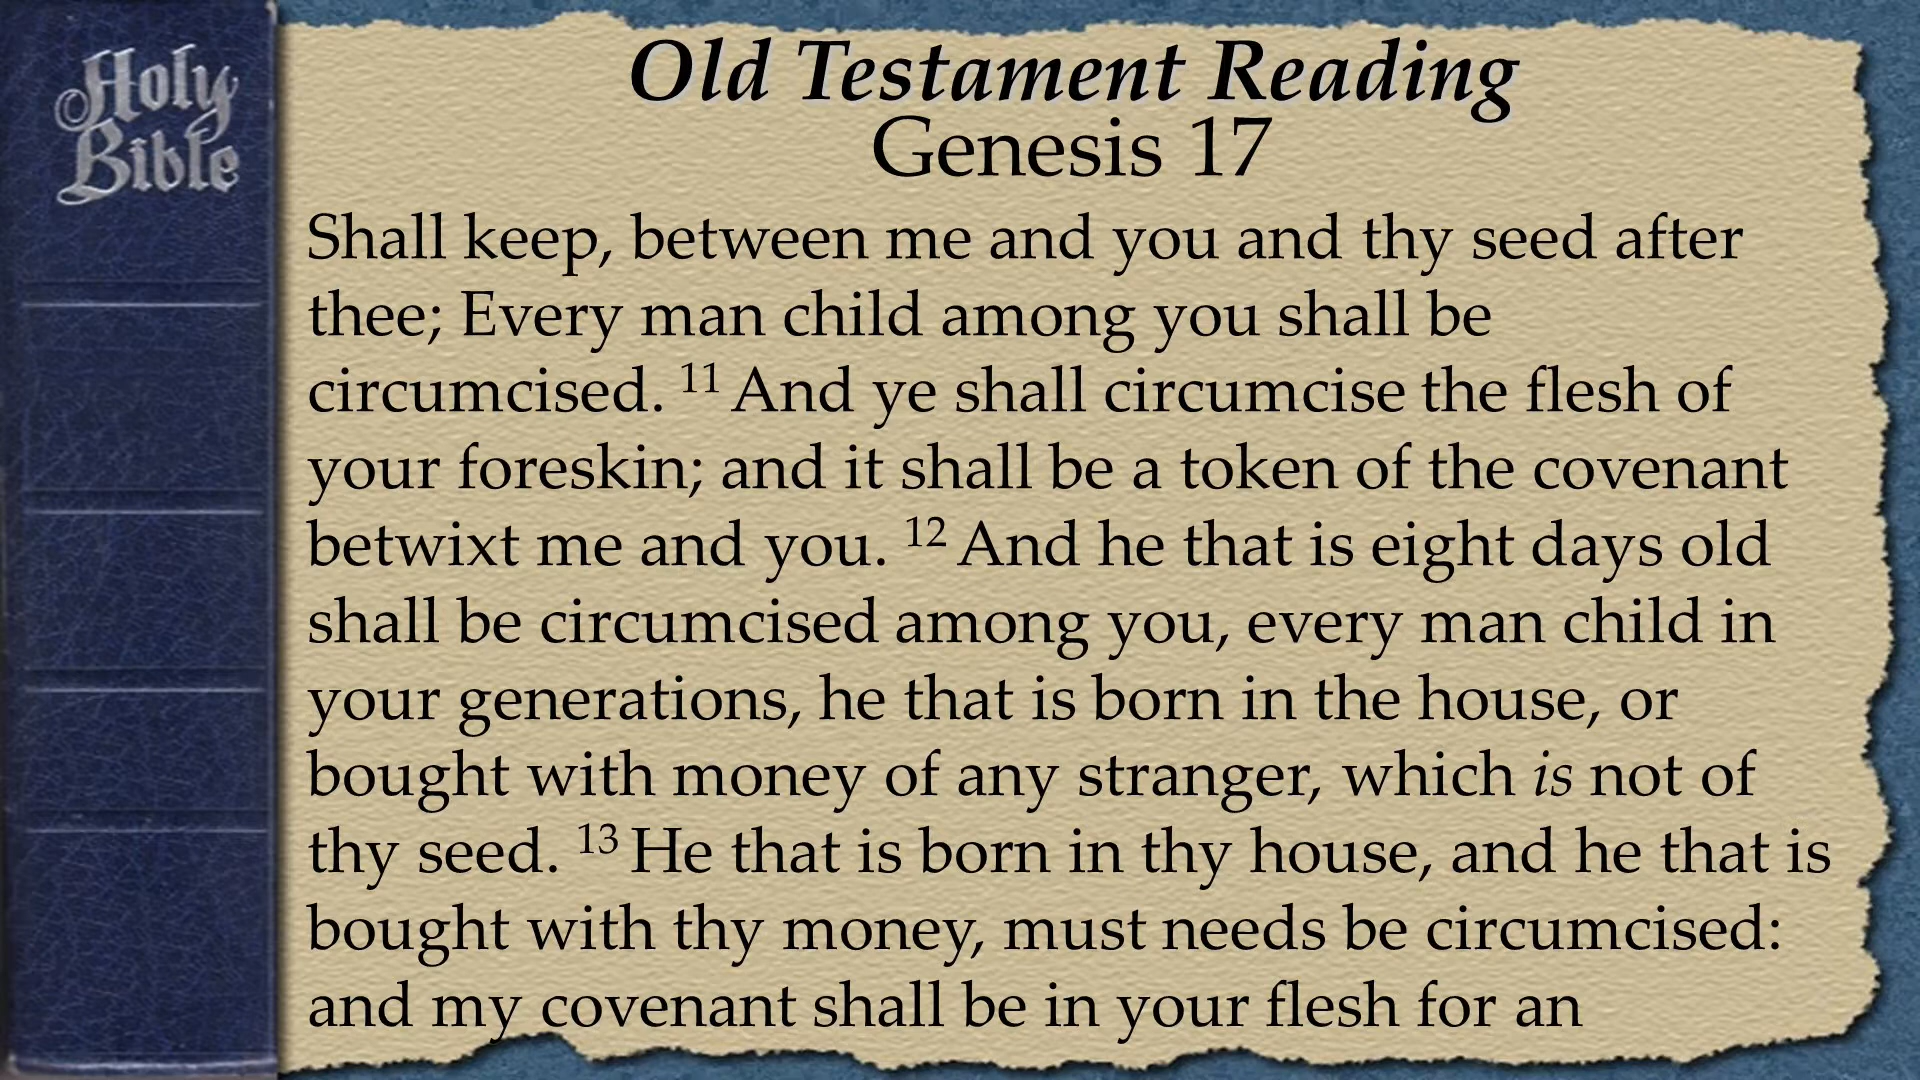 Holy
Bible
Old Testament Reading
Genesis 17
Shall keep, between me and you and thy seed after
thee; Every man child among you shall be
circumcised. 11 And ye shall circumcise the flesh of
your foreskin; and it shall be a token of the covenant
betwixt me and you. 12 And he that is eight days old
shall be circumcised among you, every man child in
your generations, he that is born in the house, or
bought with money of any stranger, which is not of
thy seed. 13 He that is born in thy house, and he that is
bought with thy money, must needs be circumcised:
and my covenant shall be in your flesh for an